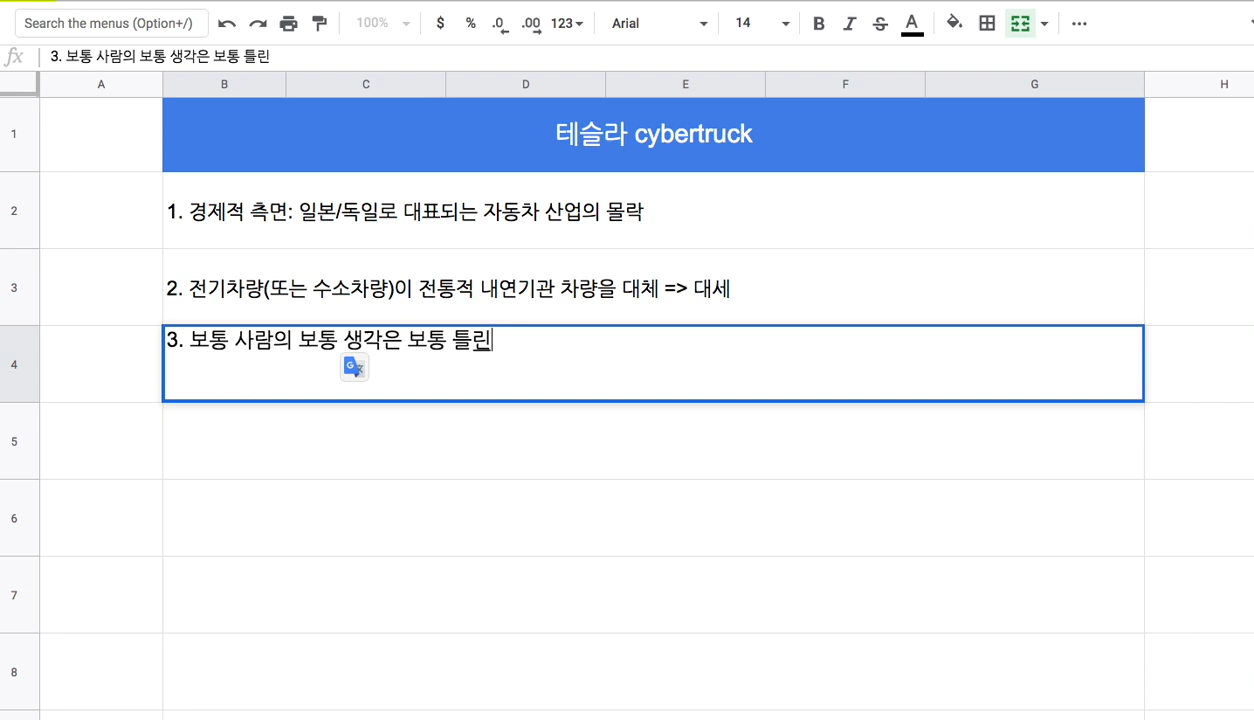 Search the menus (Option+/) 100% $ % .0 .00 123 Arial 14 B I S A
fx 3. 보통 사람의 보통 생각은 보통 틀린
A B C D E F G H
1 테슬라 cybertruck
2 1. 경제적 측면: 일본/독일로 대표되는 자동차 산업의 몰락
3 2. 전기차량(또는 수소차량)이 전통적 내연기관 차량을 대체 => 대세
4 3. 보통 사람의 보통 생각은 보통 틀린
5
6
7
8